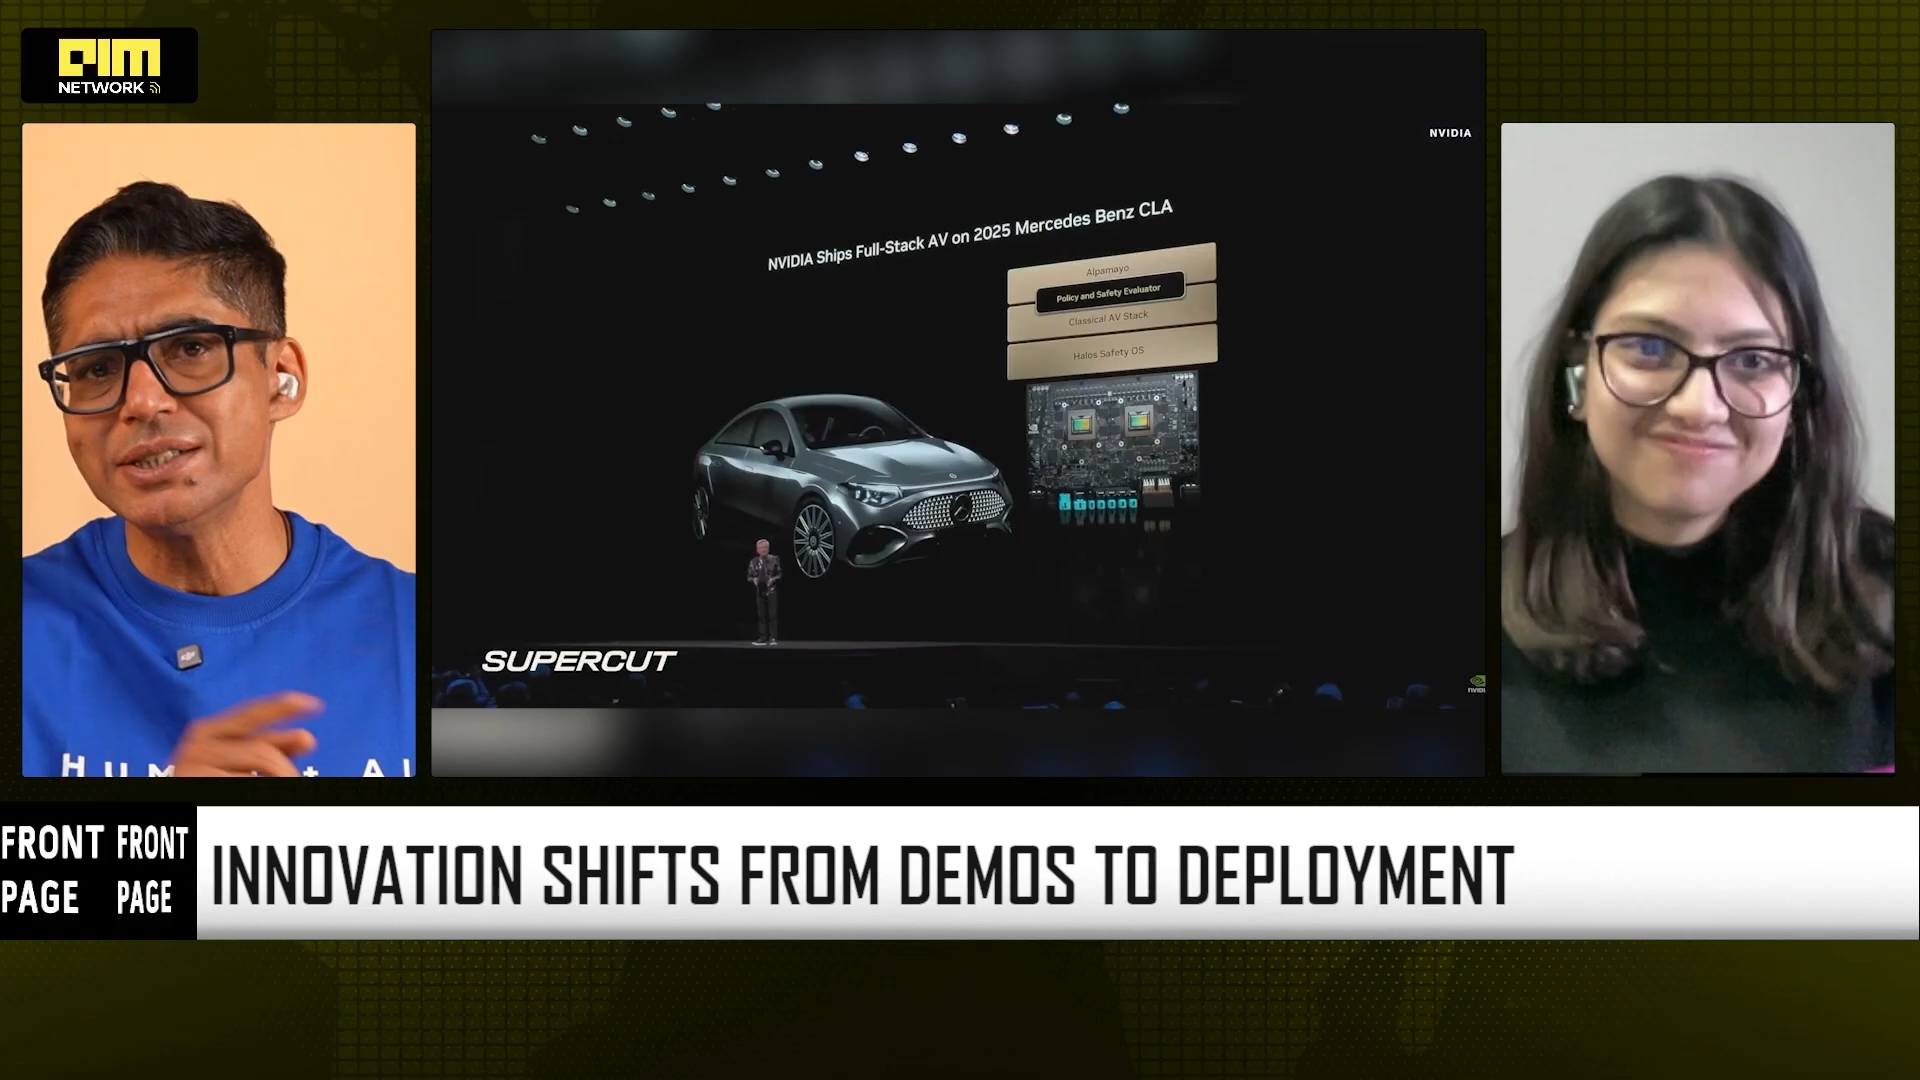 AIM
NETWORK
NVIDIA
NVIDIA Ships Full-Stack AV on 2025 Mercedes Benz CLA
Alpamayo
Policy and Safety Evaluator
Classical AV Stack
Halos Safety OS
SUPERCUT
dji
FRONT FRONT
PAGE PAGE
INNOVATION SHIFTS FROM DEMOS TO DEPLOYMENT